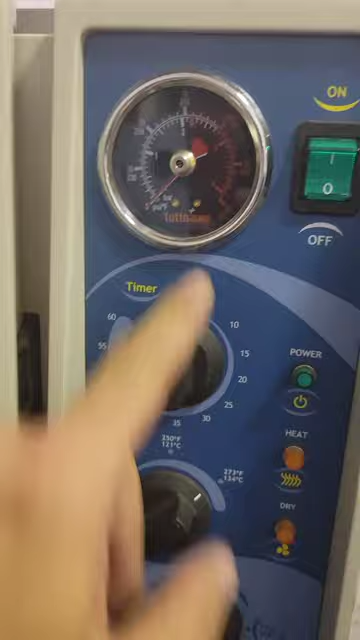 ON
I
O
OFF
Timer
60
10
55
15
20
25
30
35
POWER
250°F
121°C
HEAT
273°F
134°C
DRY